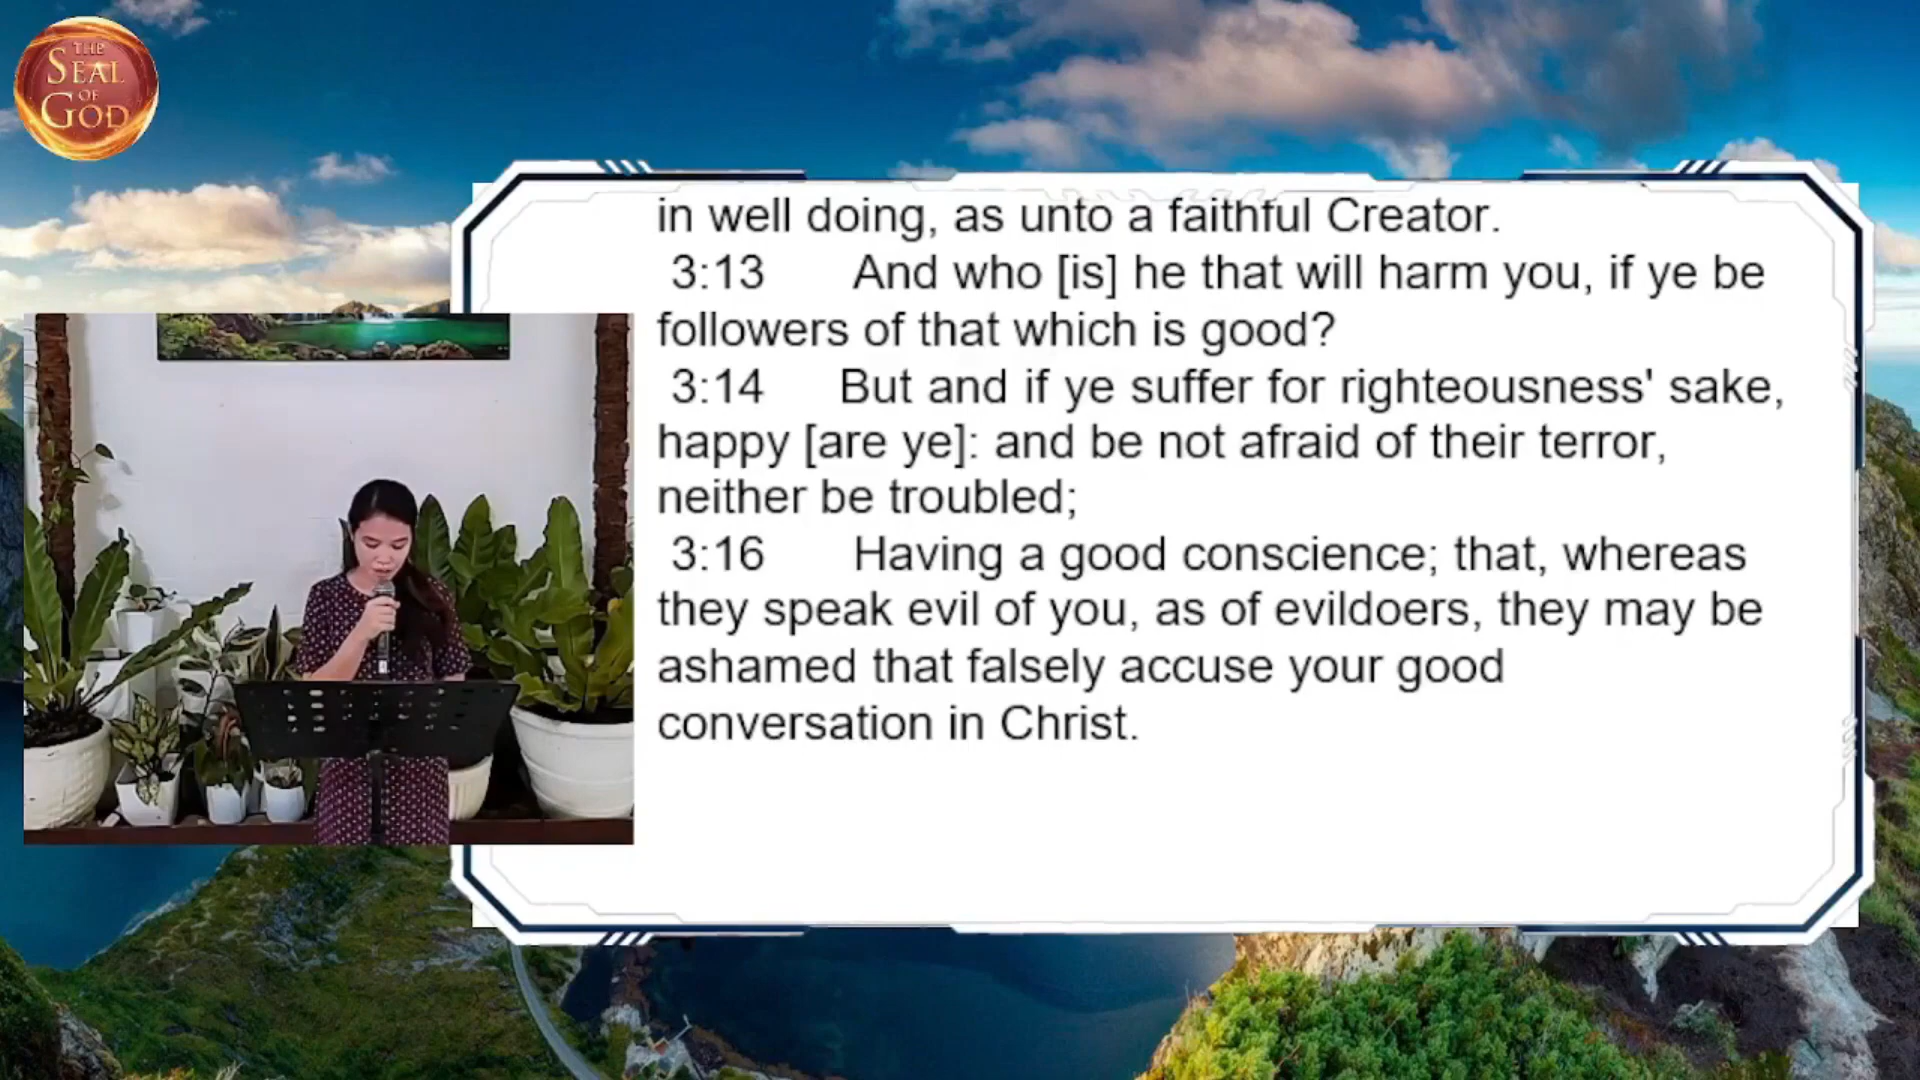 THE
SEAL
OF
GOD
in well doing, as unto a faithful Creator.
3:13 And who [is] he that will harm you, if ye be
followers of that which is good?
3:14 But and if ye suffer for righteousness' sake,
happy [are ye]: and be not afraid of their terror,
neither be troubled;
3:16 Having a good conscience; that, whereas
they speak evil of you, as of evildoers, they may be
ashamed that falsely accuse your good
conversation in Christ.